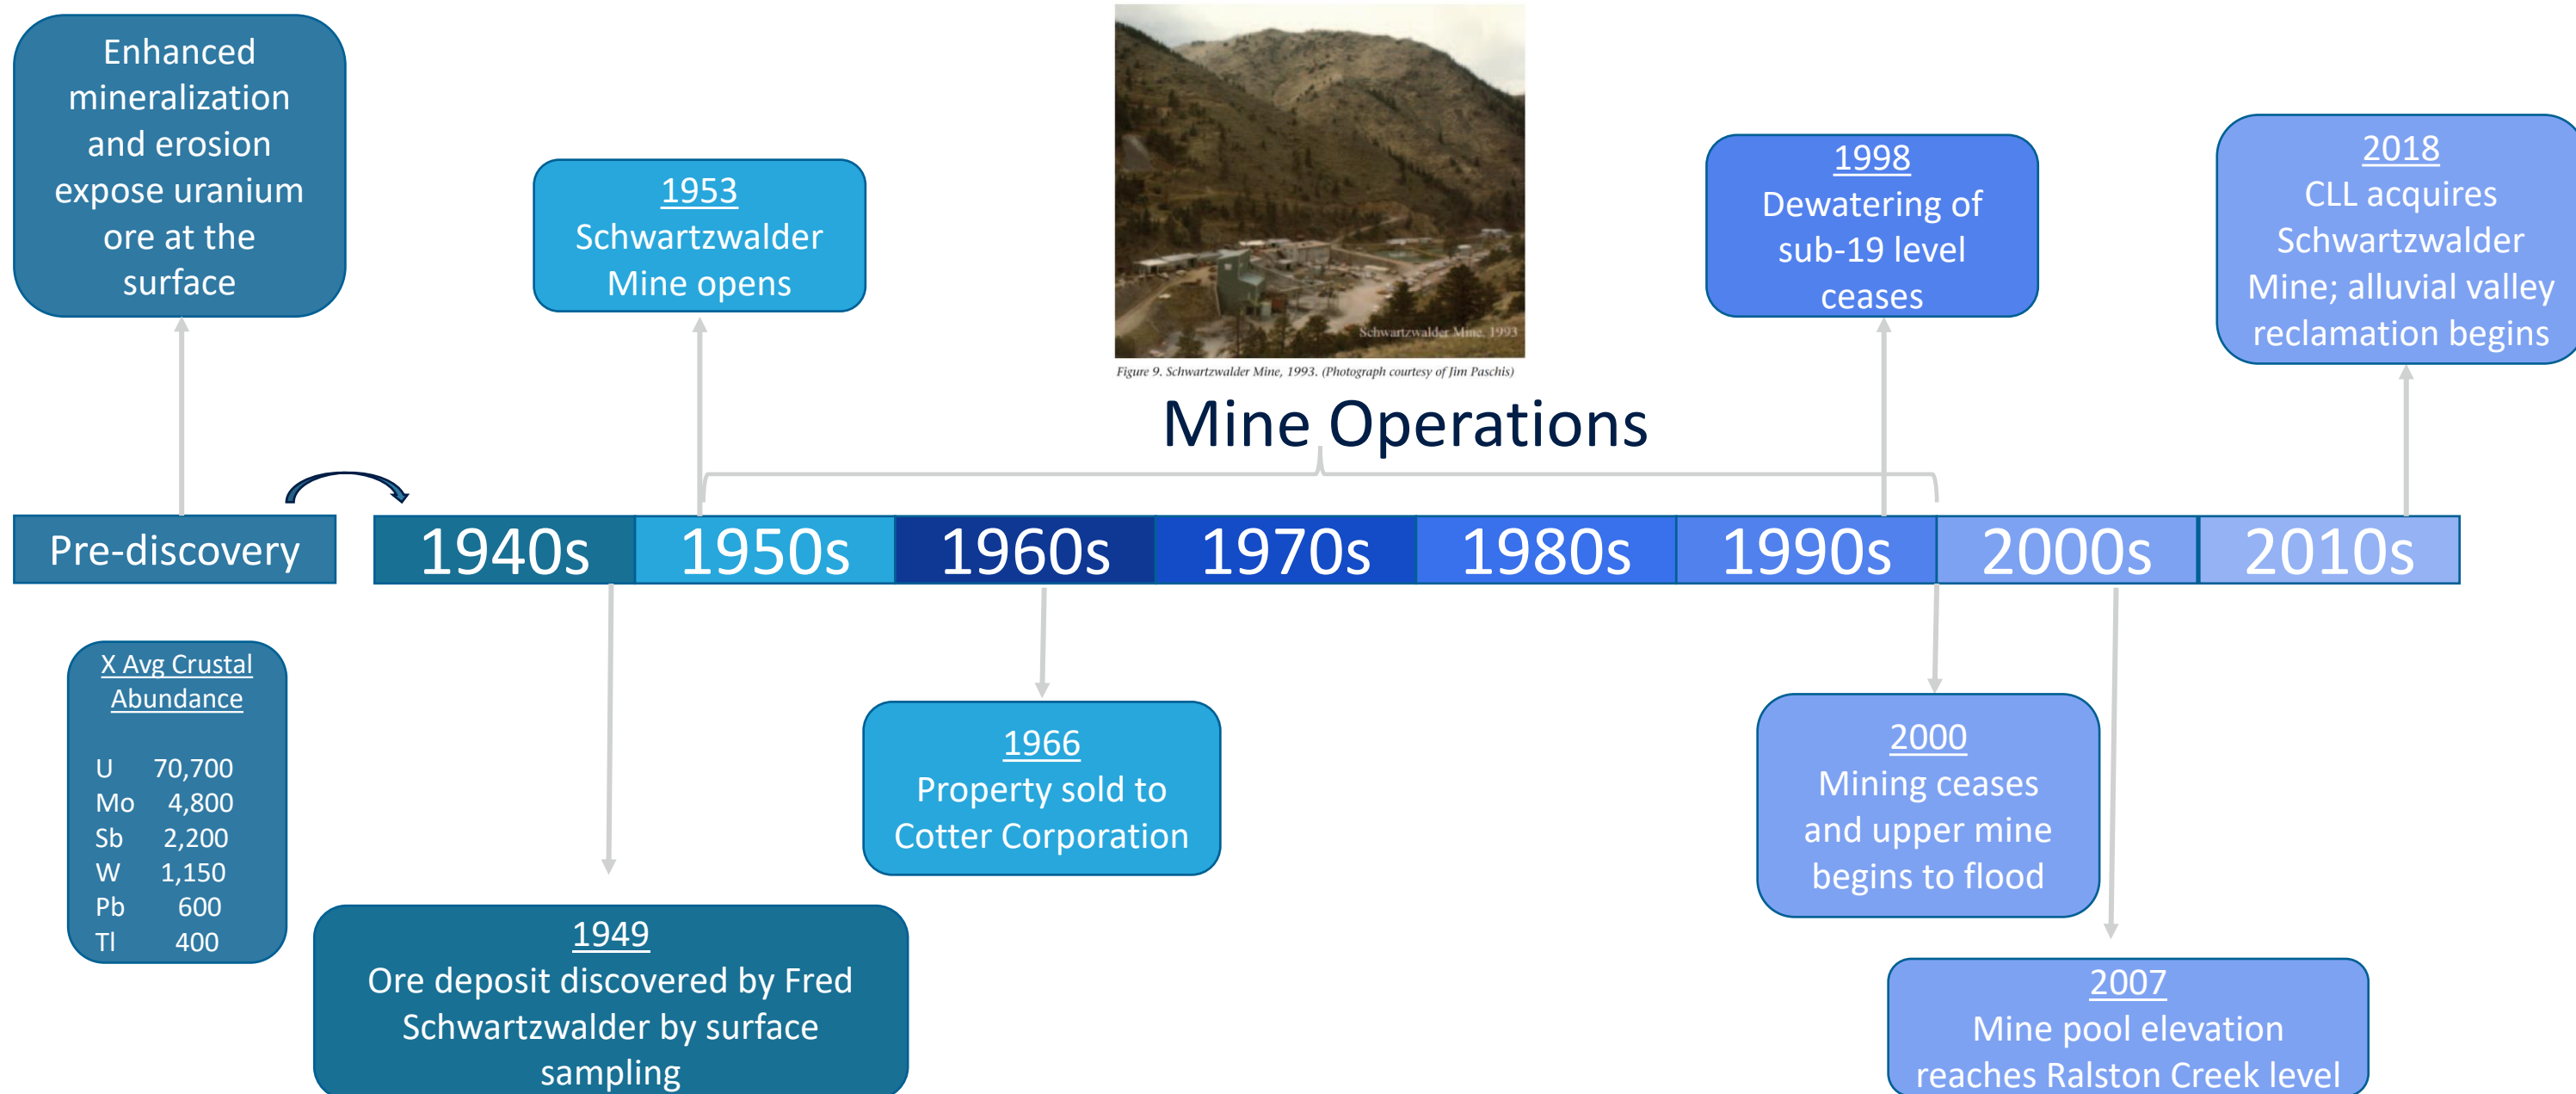 Enhanced
mineralization
and erosion
expose uranium
ore at the
surface
1953
Schwartzwalder
Mine opens
Schwartzwalder Mine, 1993
Figure 9. Schwartzwalder Mine, 1993. (Photograph courtesy of Jim Paschis)
1998
Dewatering of
sub-19 level
ceases
2018
CLL acquires
Schwartzwalder
Mine; alluvial valley
reclamation begins
Mine Operations
Pre-discovery
1940s
1950s
1960s
1970s
1980s
1990s
2000s
2010s
X Avg Crustal
Abundance
U 70,700
Mo 4,800
Sb 2,200
W 1,150
Pb 600
Tl 400
1949
Ore deposit discovered by Fred
Schwartzwalder by surface
sampling
1966
Property sold to
Cotter Corporation
2000
Mining ceases
and upper mine
begins to flood
2007
Mine pool elevation
reaches Ralston Creek level